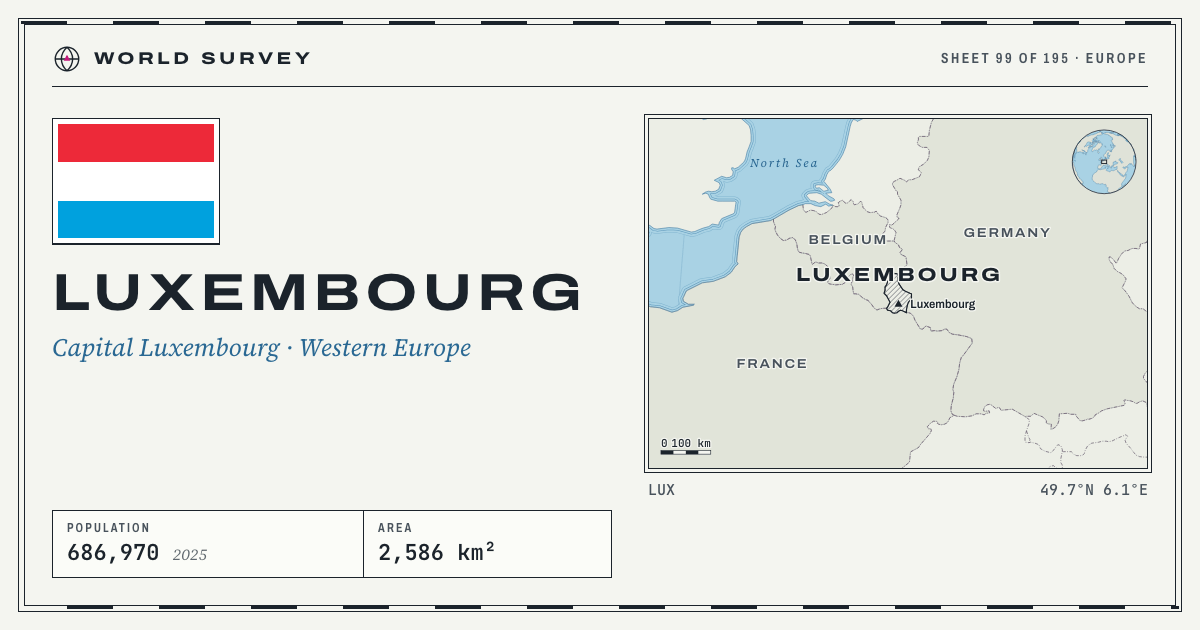 WORLD SURVEY
SHEET 99 OF 195 · EUROPE
LUXEMBOURG
Capital Luxembourg · Western Europe
North Sea
BELGIUM
GERMANY
LUXEMBOURG
Luxembourg
FRANCE
0 100 km
LUX
49.7°N 6.1°E
POPULATION
686,970 2025
AREA
2,586 km²